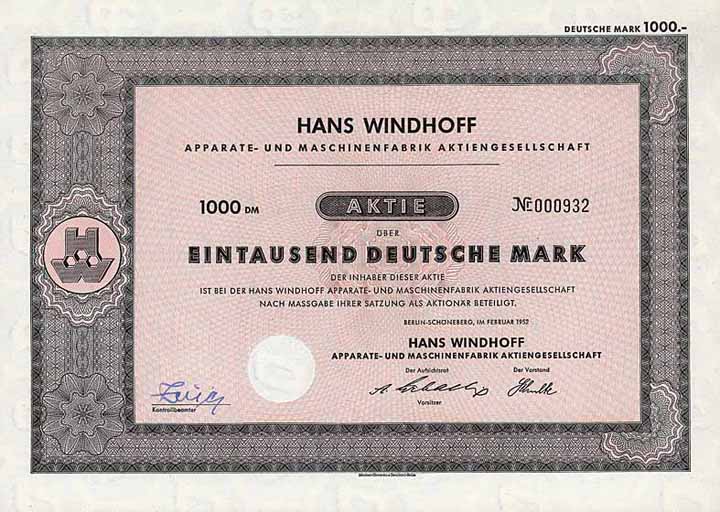 DEUTSCHE MARK 1000.-
HANS WINDHOFF
APPARATE- UND MASCHINENFABRIK AKTIENGESELLSCHAFT
1000 DM AKTIE № 000932
ÜBER
EINTAUSEND DEUTSCHE MARK
DER INHABER DIESER AKTIE
IST BEI DER HANS WINDHOFF APPARATE- UND MASCHINENFABRIK AKTIENGESELLSCHAFT
NACH MASSGABE IHRER SATZUNG ALS AKTIONÄR BETEILIGT.
BERLIN-SCHÖNEBERG, IM FEBRUAR 1952
HANS WINDHOFF
APPARATE- UND MASCHINENFABRIK AKTIENGESELLSCHAFT
Der Aufsichtsrat Der Vorstand
Vorsitzer
Kontrollbeamter
HW